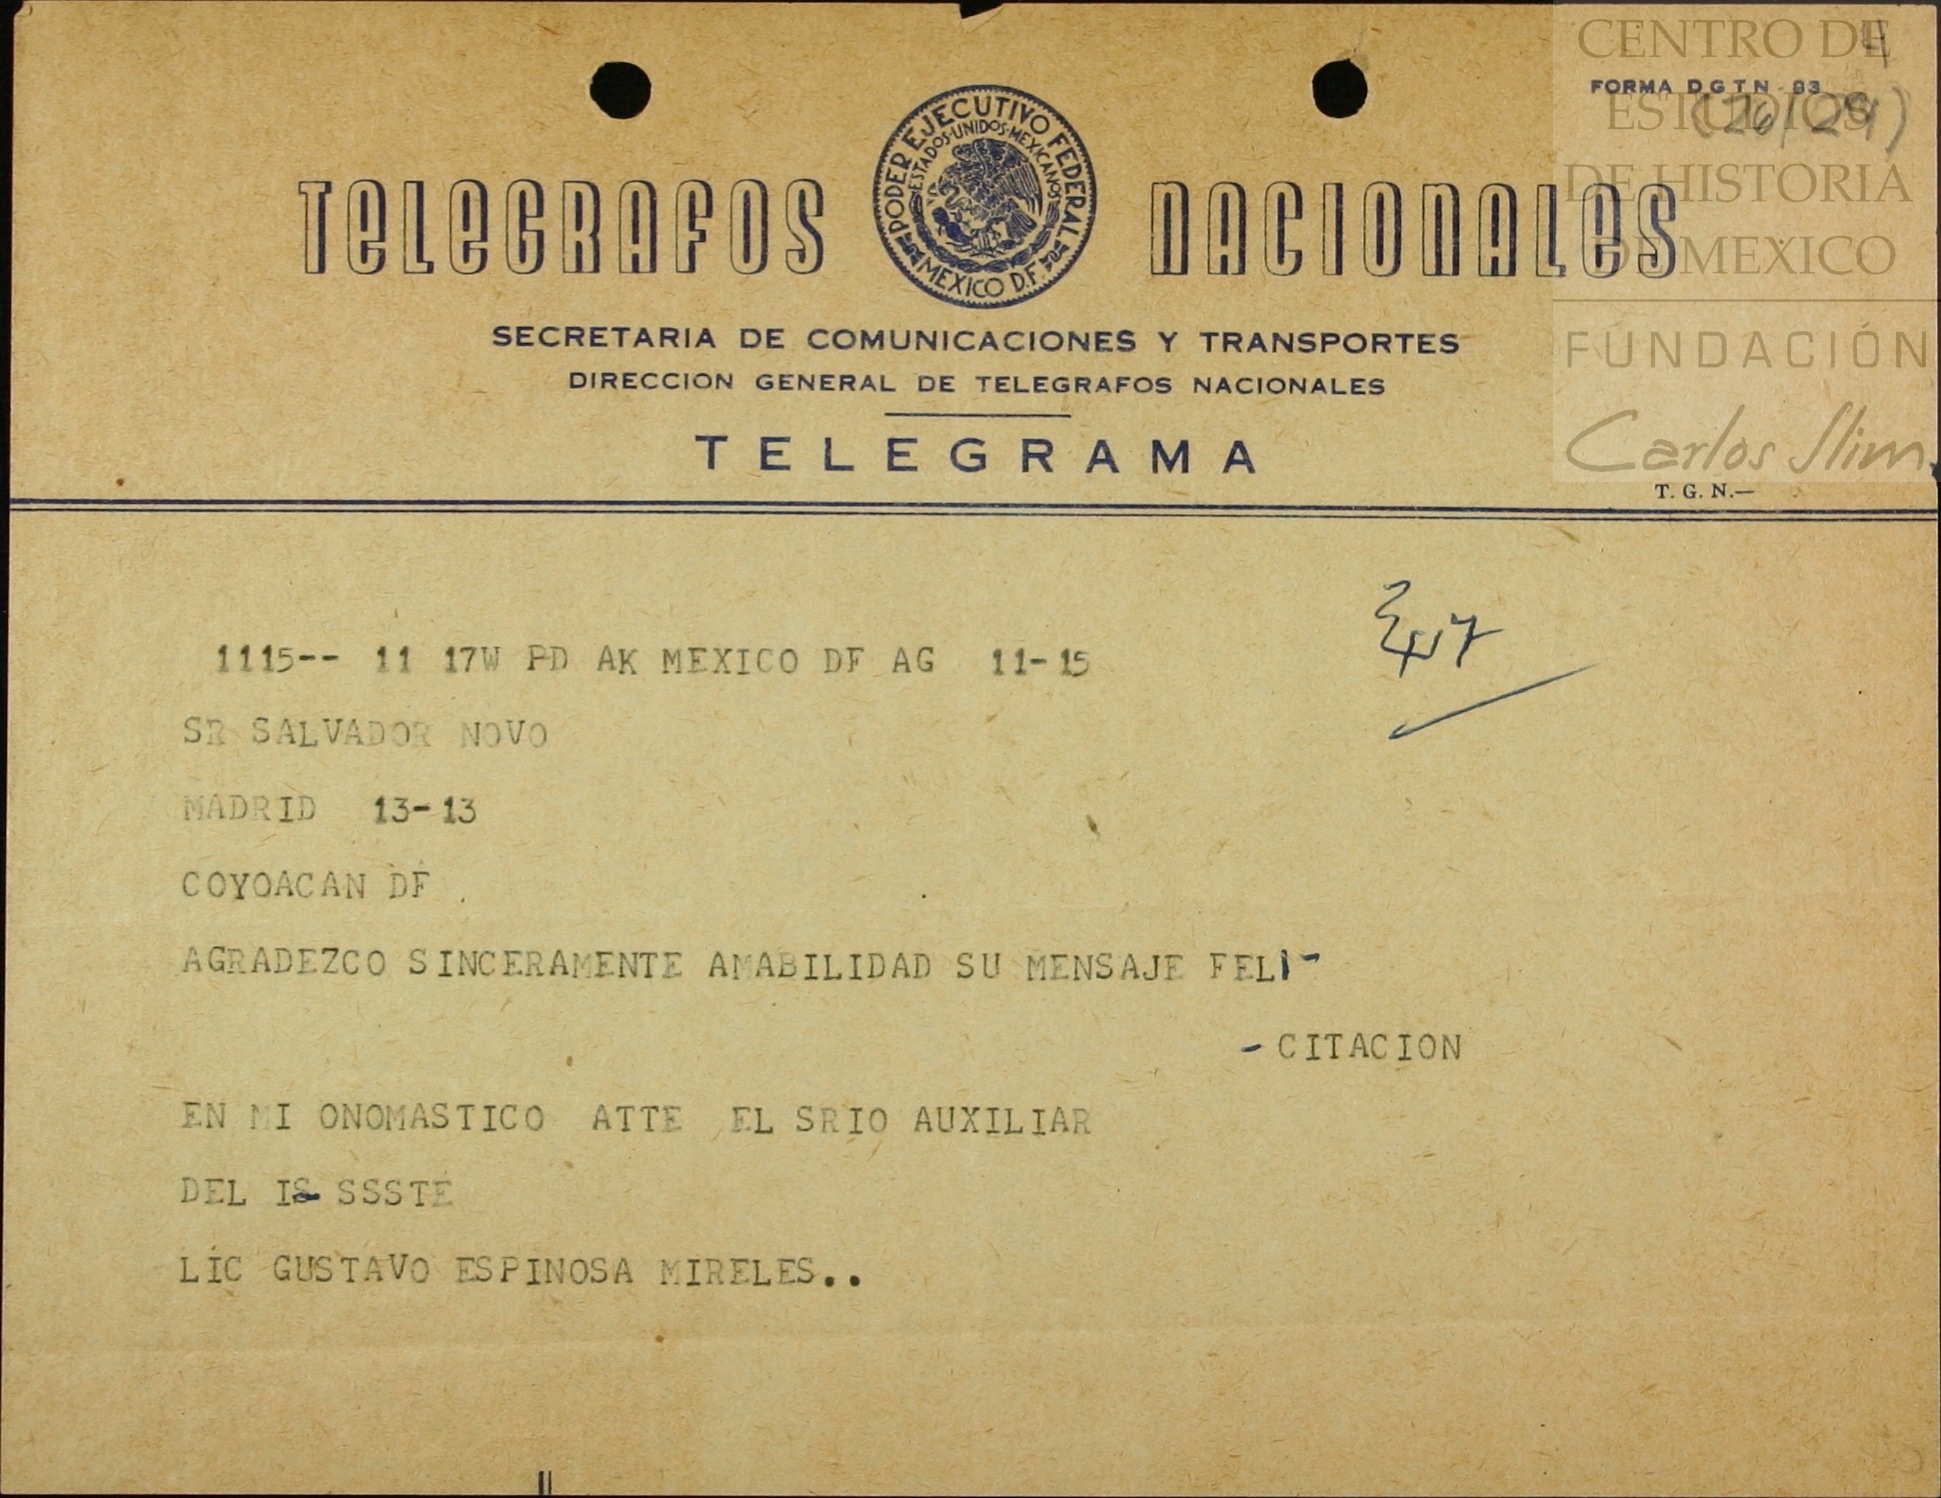 CENTRO DE
ESTUDIOS
DE HISTORIA
DE MEXICO
FUNDACIÓN
Carlos Slim
FORMA D G T N 93
(26/29)
TELEGRAFOS NACIONALES
PODER EJECUTIVO FEDERAL
ESTADOS·UNIDOS·MEXICANOS
MEXICO D.F.
SECRETARIA DE COMUNICACIONES Y TRANSPORTES
DIRECCION GENERAL DE TELEGRAFOS NACIONALES
TELEGRAMA
T. G. N.—
1115-- 11 17W PD AK MEXICO DF AG 11-15
SR SALVADOR NOVO
MADRID 13-13
COYOACAN DF
AGRADEZCO SINCERAMENTE AMABILIDAD SU MENSAJE FELI-
-CITACION
EN MI ONOMASTICO ATTE EL SRIO AUXILIAR
DEL IS SSSTE
LIC GUSTAVO ESPINOSA MIRELES..